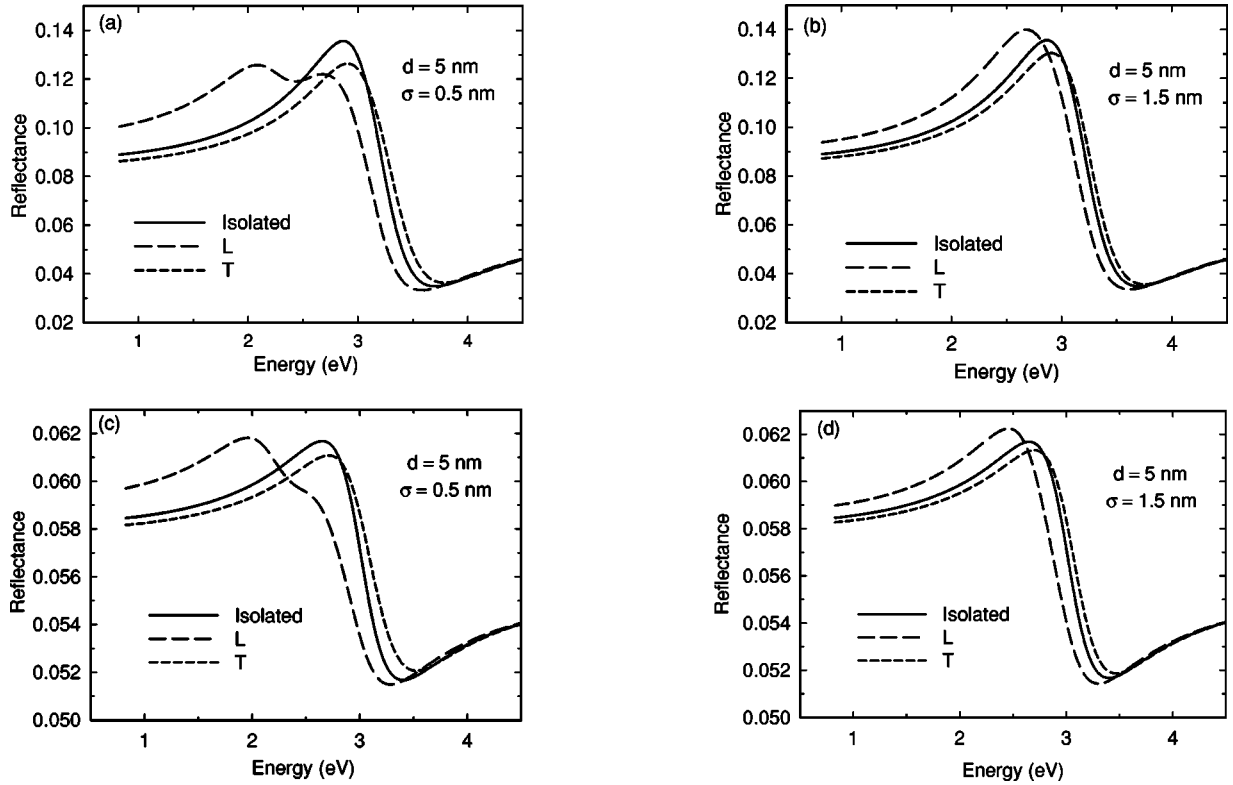 (a)
0.14
0.12
0.10
0.08
0.06
0.04
0.02
Reflectance
d = 5 nm
σ = 0.5 nm
Isolated
L
T
1 2 3 4
Energy (eV)
(b)
0.14
0.12
0.10
0.08
0.06
0.04
0.02
Reflectance
d = 5 nm
σ = 1.5 nm
Isolated
L
T
1 2 3 4
Energy (eV)
(c)
0.062
0.060
0.058
0.056
0.054
0.052
0.050
Reflectance
d = 5 nm
σ = 0.5 nm
Isolated
L
T
1 2 3 4
Energy (eV)
(d)
0.062
0.060
0.058
0.056
0.054
0.052
0.050
Reflectance
d = 5 nm
σ = 1.5 nm
Isolated
L
T
1 2 3 4
Energy (eV)